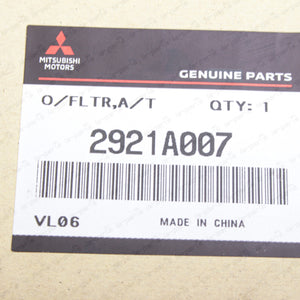 MITSUBISHI
MOTORS
GENUINE PARTS
O/FLTR,A/T QTY: 1
2921A007
VL06 MADE IN CHINA